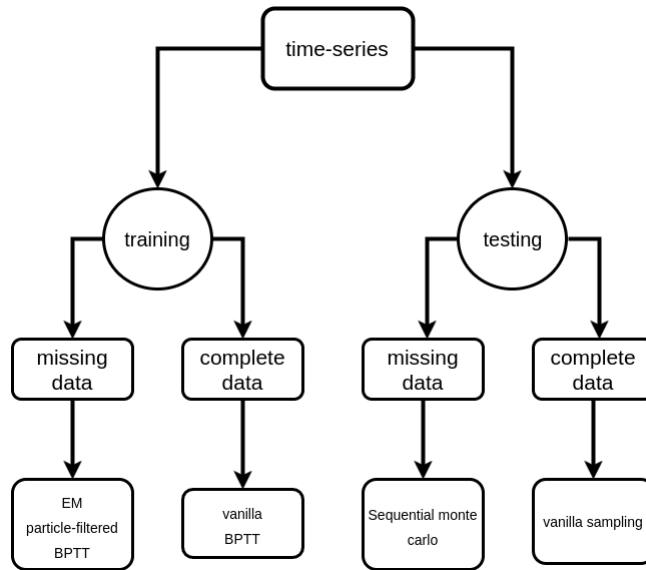 time-series
training
testing
missing
data
complete
data
missing
data
complete
data
EM
particle-filtered
BPTT
vanilla
BPTT
Sequential monte
carlo
vanilla sampling